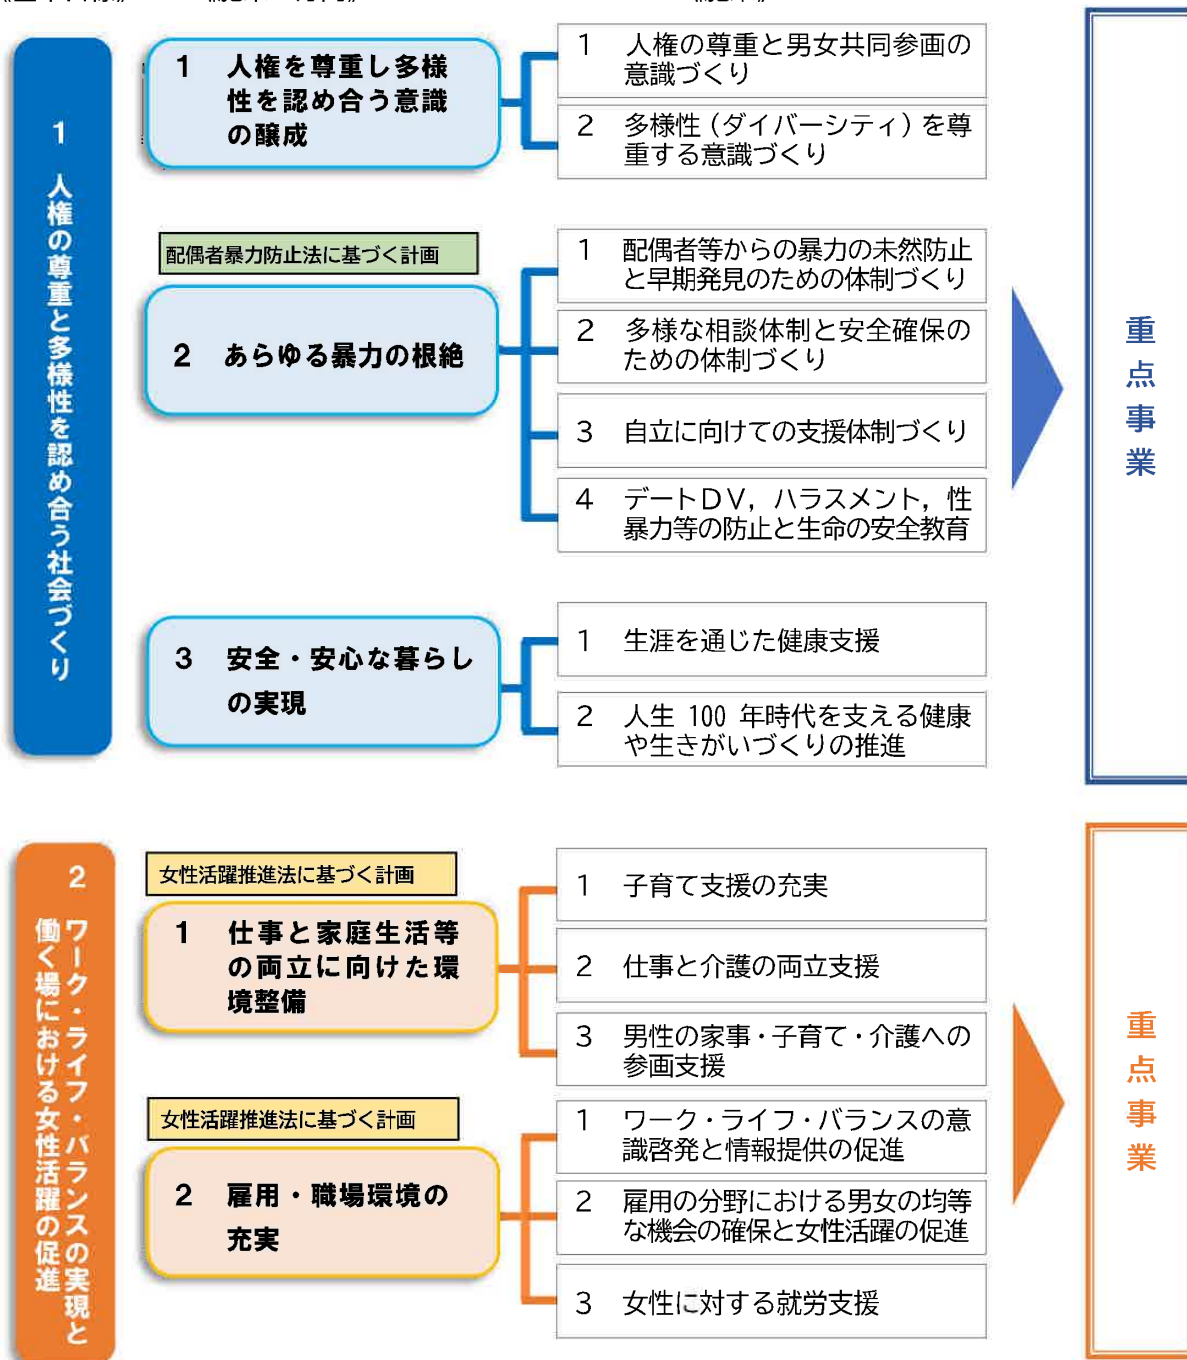 1 人権の尊重と多様性を認め合う社会づくり
1 人権を尊重し多様
性を認め合う意識
の醸成
1 人権の尊重と男女共同参画の
意識づくり
2 多様性（ダイバーシティ）を尊
重する意識づくり
配偶者暴力防止法に基づく計画
2 あらゆる暴力の根絶
1 配偶者等からの暴力の未然防止
と早期発見のための体制づくり
2 多様な相談体制と安全確保の
ための体制づくり
3 自立に向けての支援体制づくり
4 デートＤＶ，ハラスメント，性
暴力等の防止と生命の安全教育
3 安全・安心な暮らし
の実現
1 生涯を通じた健康支援
2 人生 100 年時代を支える健康
や生きがいづくりの推進
重点事業
2 ワーク・ライフ・バランスの実現と
働く場における女性活躍の促進
女性活躍推進法に基づく計画
1 仕事と家庭生活等
の両立に向けた環
境整備
1 子育て支援の充実
2 仕事と介護の両立支援
3 男性の家事・子育て・介護への
参画支援
女性活躍推進法に基づく計画
2 雇用・職場環境の
充実
1 ワーク・ライフ・バランスの意
識啓発と情報提供の促進
2 雇用の分野における男女の均等
な機会の確保と女性活躍の促進
3 女性に対する就労支援
重点事業